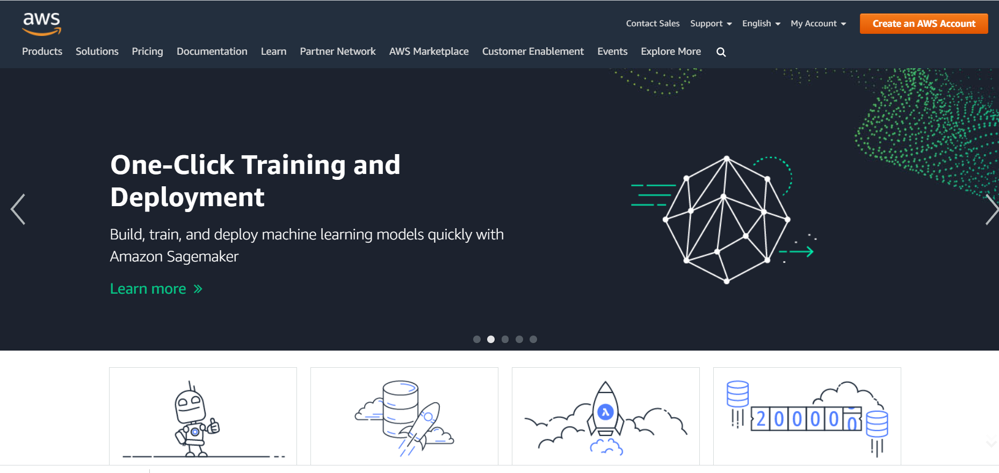 aws
Contact Sales Support English My Account Create an AWS Account
Products Solutions Pricing Documentation Learn Partner Network AWS Marketplace Customer Enablement Events Explore More
One-Click Training and
Deployment
Build, train, and deploy machine learning models quickly with
Amazon Sagemaker
Learn more »
λ
200000